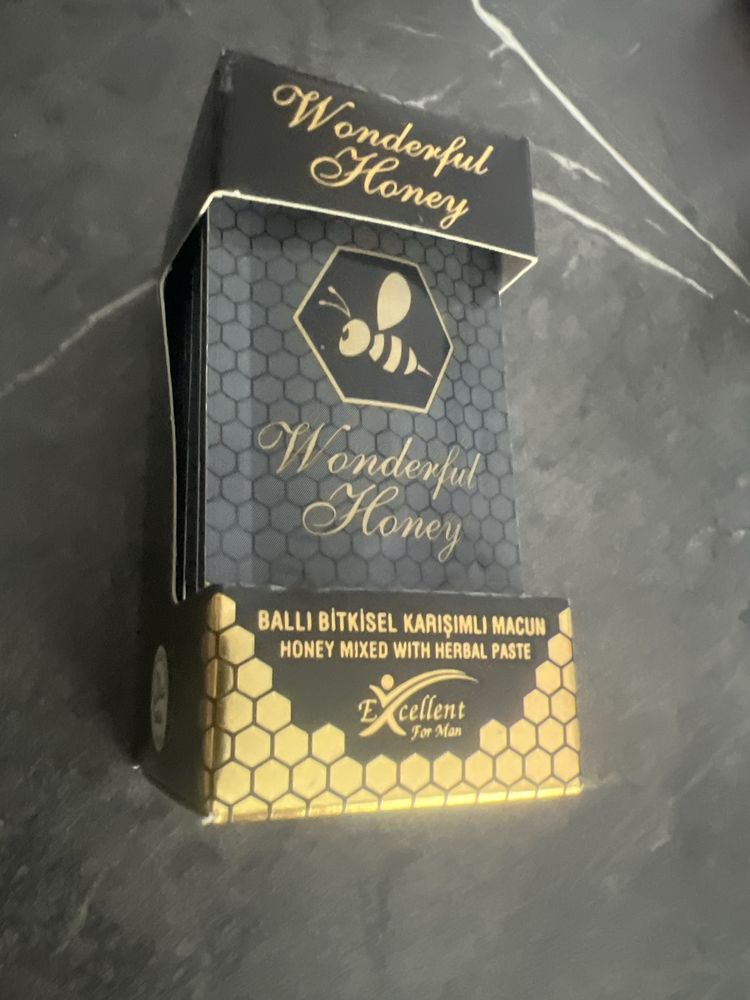 Wonderful
Honey
Wonderful
Honey
BALLI BİTKİSEL KARIŞIMLI MACUN
HONEY MIXED WITH HERBAL PASTE
Excellent
For Man